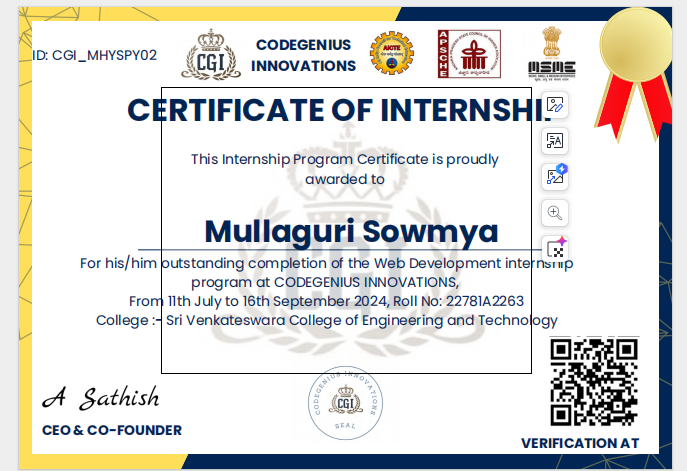 ID: CGI_MHYSPY02
CGI
CODEGENIUS
INNOVATIONS
AICTE
APSCHE
MSME
CERTIFICATE OF INTERNSHI
This Internship Program Certificate is proudly
awarded to
Mullaguri Sowmya
CGI
For his/him outstanding completion of the Web Development internship
program at CODEGENIUS INNOVATIONS,
From 11th July to 16th September 2024, Roll No: 22781A2263
College :- Sri Venkateswara College of Engineering and Technology
A Sathish
CEO & CO-FOUNDER
CODEGENIUS INNOVATIONS
CGI
SEAL
VERIFICATION AT